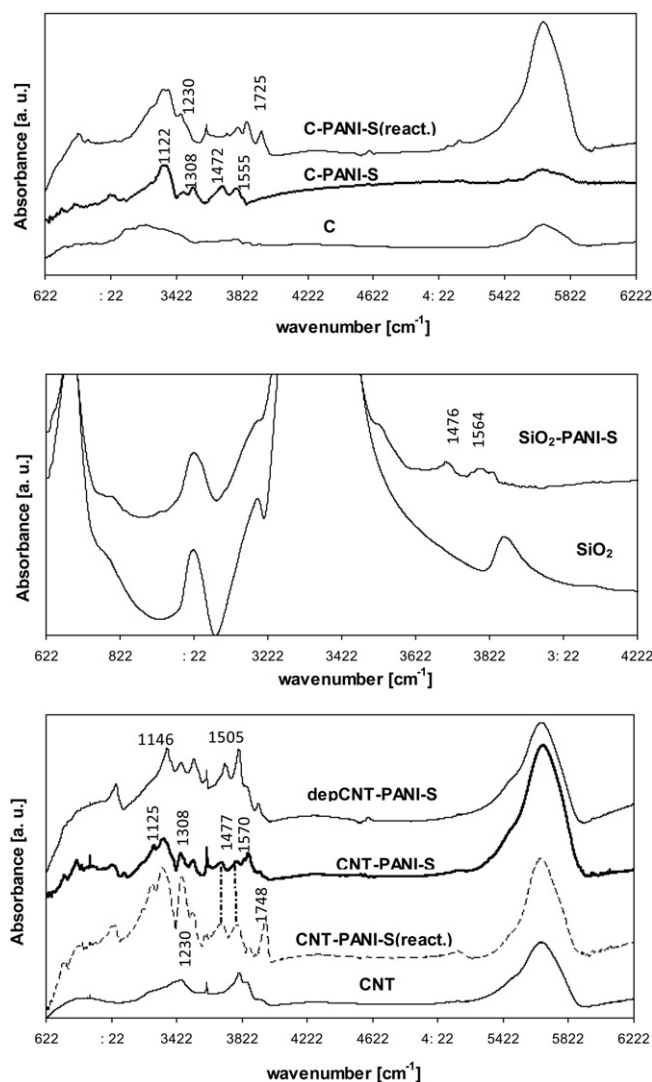 Absorbance [a. u.]
1230
1725
C-PANI-S(react.)
1122
1308
1472
1555
C-PANI-S
C
622 : 22 3422 3822 4222 4622 4: 22 5422 5822 6222
wavenumber [cm-1]
Absorbance [a. u.]
1476
1564
SiO2-PANI-S
SiO2
622 822 : 22 3222 3422 3622 3822 3: 22 4222
wavenumber [cm-1]
Absorbance [a. u.]
1146
1505
depCNT-PANI-S
1125
1308
1477
1570
CNT-PANI-S
1748
CNT-PANI-S(react.)
1230
CNT
622 : 22 3422 3822 4222 4622 4: 22 5422 5822 6222
wavenumber [cm-1]